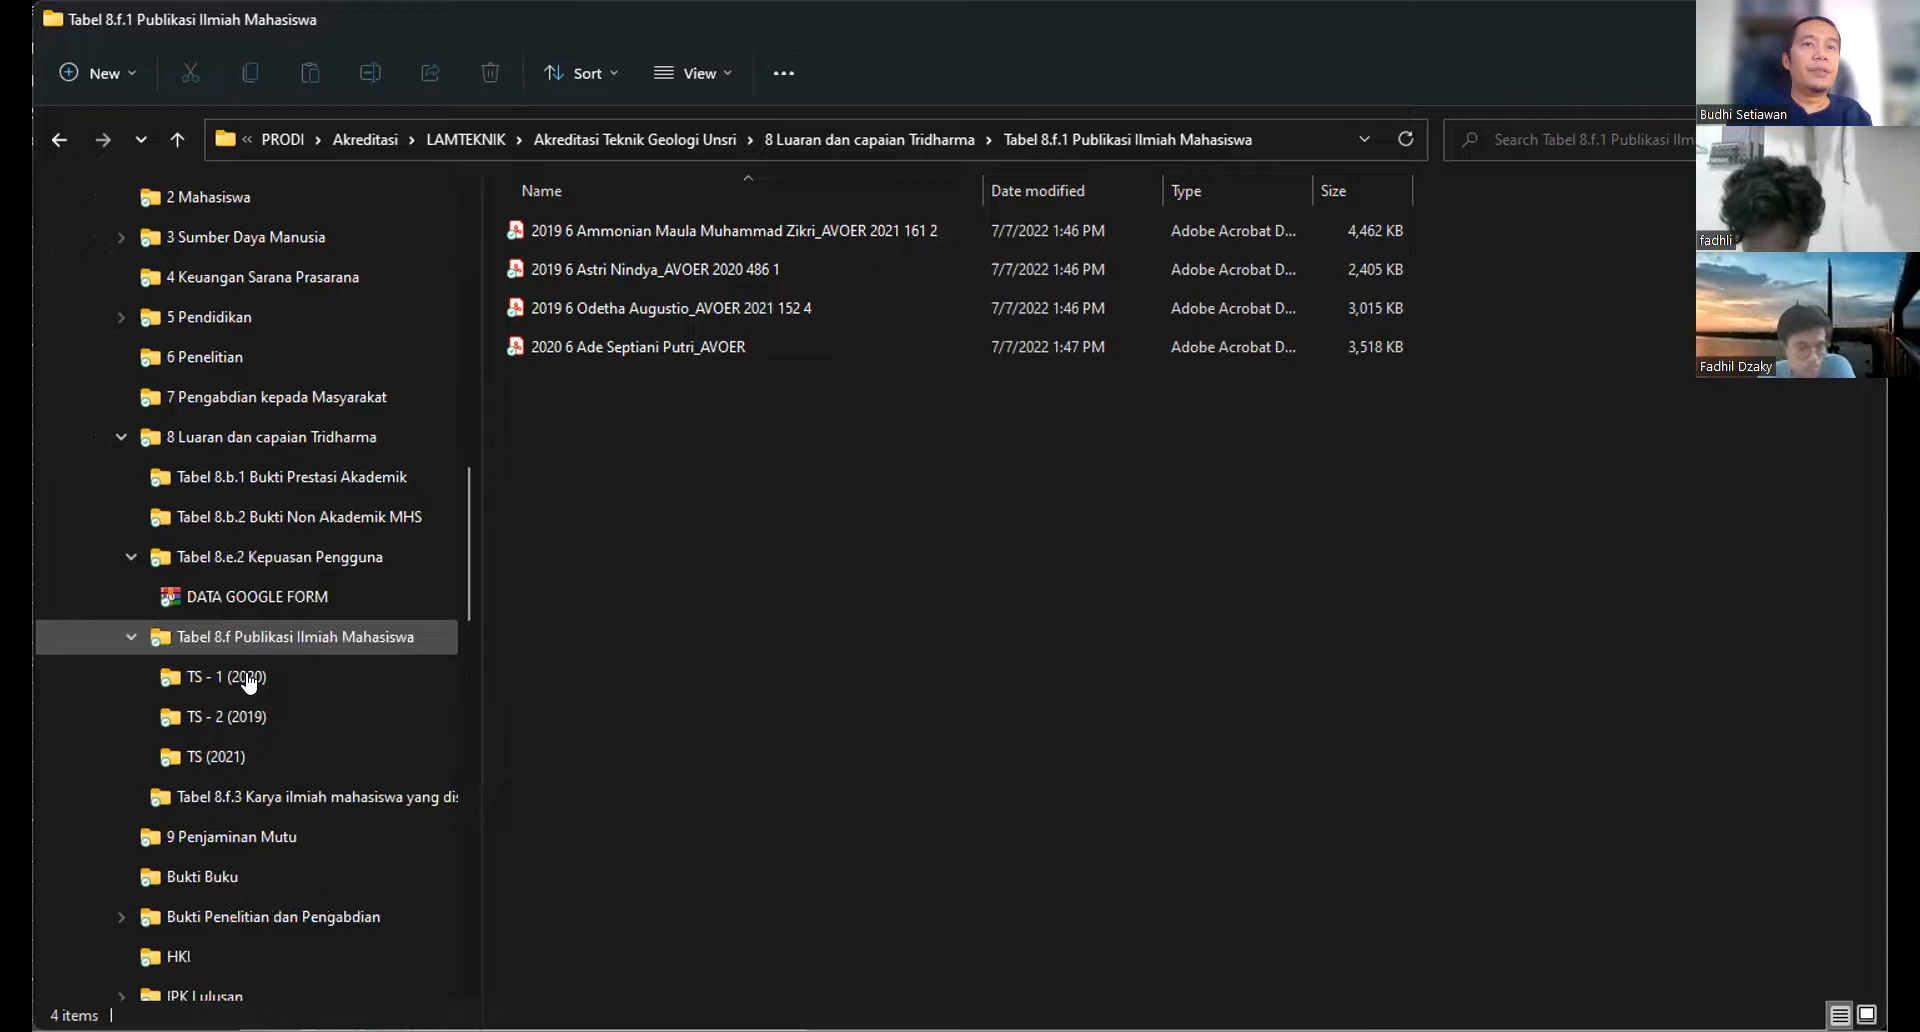 Tabel 8.f.1 Publikasi Ilmiah Mahasiswa
New
Sort
View
« PRODI › Akreditasi › LAMTEKNIK › Akreditasi Teknik Geologi Unsri › 8 Luaran dan capaian Tridharma › Tabel 8.f.1 Publikasi Ilmiah Mahasiswa
Search Tabel 8.f.1 Publikasi Ilm
2 Mahasiswa
3 Sumber Daya Manusia
4 Keuangan Sarana Prasarana
5 Pendidikan
6 Penelitian
7 Pengabdian kepada Masyarakat
8 Luaran dan capaian Tridharma
Tabel 8.b.1 Bukti Prestasi Akademik
Tabel 8.b.2 Bukti Non Akademik MHS
Tabel 8.e.2 Kepuasan Pengguna
DATA GOOGLE FORM
Tabel 8.f Publikasi Ilmiah Mahasiswa
TS - 1 (2020)
TS - 2 (2019)
TS (2021)
Tabel 8.f.3 Karya ilmiah mahasiswa yang dis
9 Penjaminan Mutu
Bukti Buku
Bukti Penelitian dan Pengabdian
HKI
IPK Lulusan
Name Date modified Type Size
2019 6 Ammonian Maula Muhammad Zikri_AVOER 2021 161 2 7/7/2022 1:46 PM Adobe Acrobat D... 4,462 KB
2019 6 Astri Nindya_AVOER 2020 486 1 7/7/2022 1:46 PM Adobe Acrobat D... 2,405 KB
2019 6 Odetha Augustio_AVOER 2021 152 4 7/7/2022 1:46 PM Adobe Acrobat D... 3,015 KB
2020 6 Ade Septiani Putri_AVOER 7/7/2022 1:47 PM Adobe Acrobat D... 3,518 KB
4 items
Budhi Setiawan
fadhli
Fadhil Dzaky